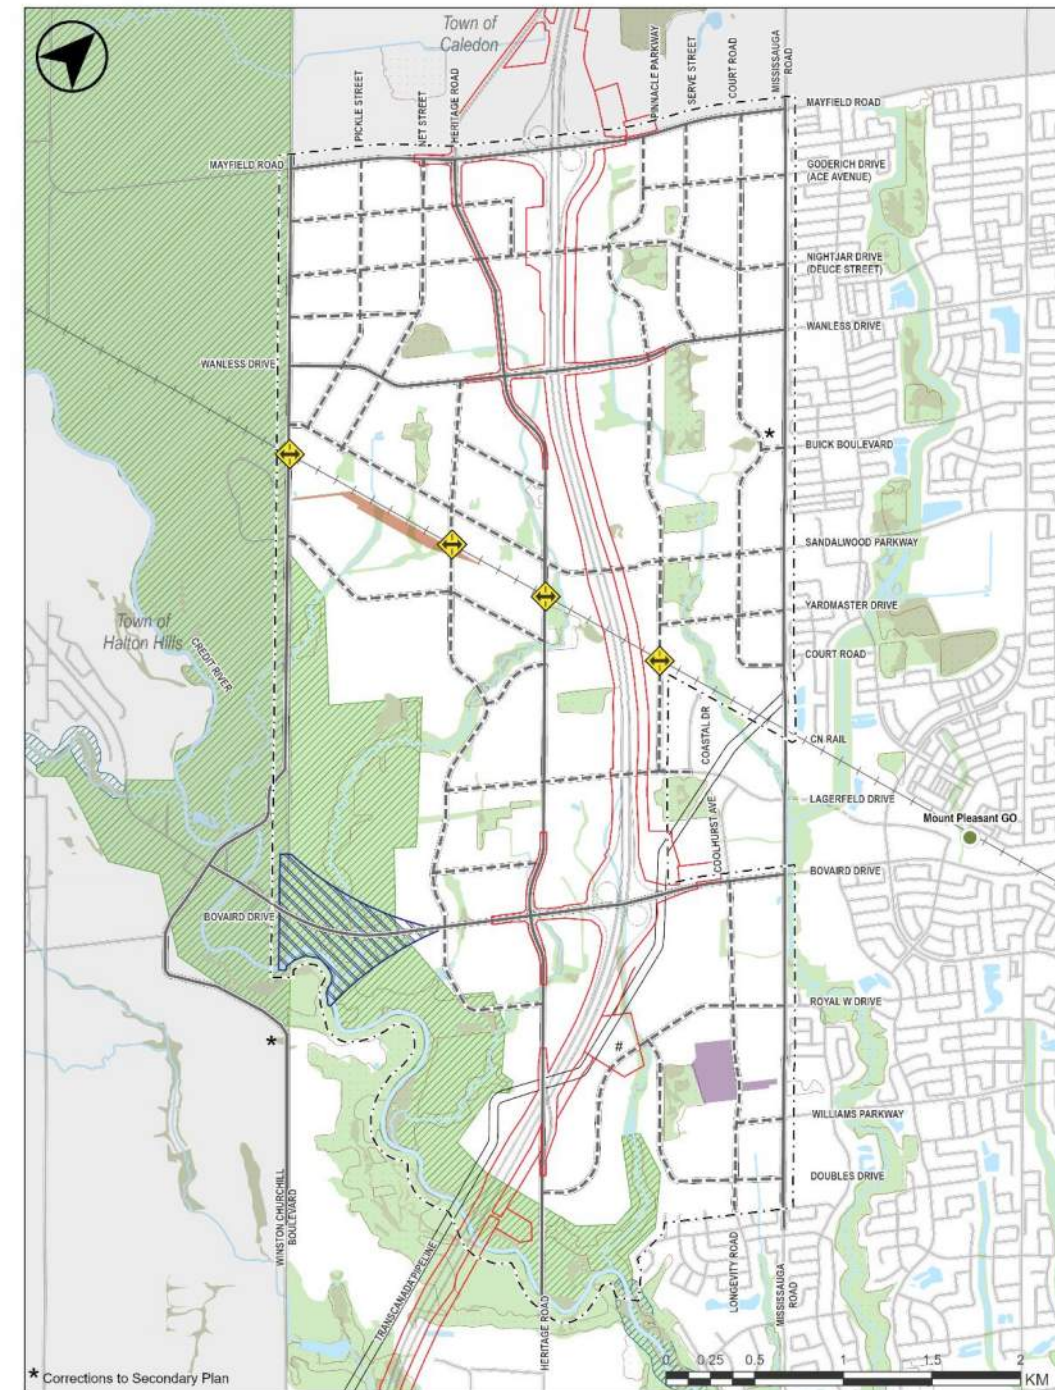 Town of
Caledon
PICKLE STREET
NET STREET
HERITAGE ROAD
PINNACLE PARKWAY
SERVE STREET
COURT ROAD
MISSISSAUGA
ROAD
MAYFIELD ROAD
MAYFIELD ROAD
GODERICH DRIVE
(ACE AVENUE)
NIGHTJAR DRIVE
(DEUCE STREET)
WANLESS DRIVE
WANLESS DRIVE
*
BUICK BOULEVARD
SANDALWOOD PARKWAY
YARDMASTER DRIVE
Town of
Halton Hills
CREDIT RIVER
COURT ROAD
COASTAL DR
CN RAIL
LAGERFELD DRIVE
Mount Pleasant GO
COOLHURST AVE
BOVAIRD DRIVE
BOVAIRD DRIVE
ROYAL W DRIVE
*
#
WILLIAMS PARKWAY
DOUBLES DRIVE
WINSTON CHURCHILL
BOULEVARD
TRANSCANADA PIPELINE
HERITAGE ROAD
LONGEVITY ROAD
MISSISSAUGA
ROAD
* Corrections to Secondary Plan
0 0.25 0.5 1 1.5 2
KM